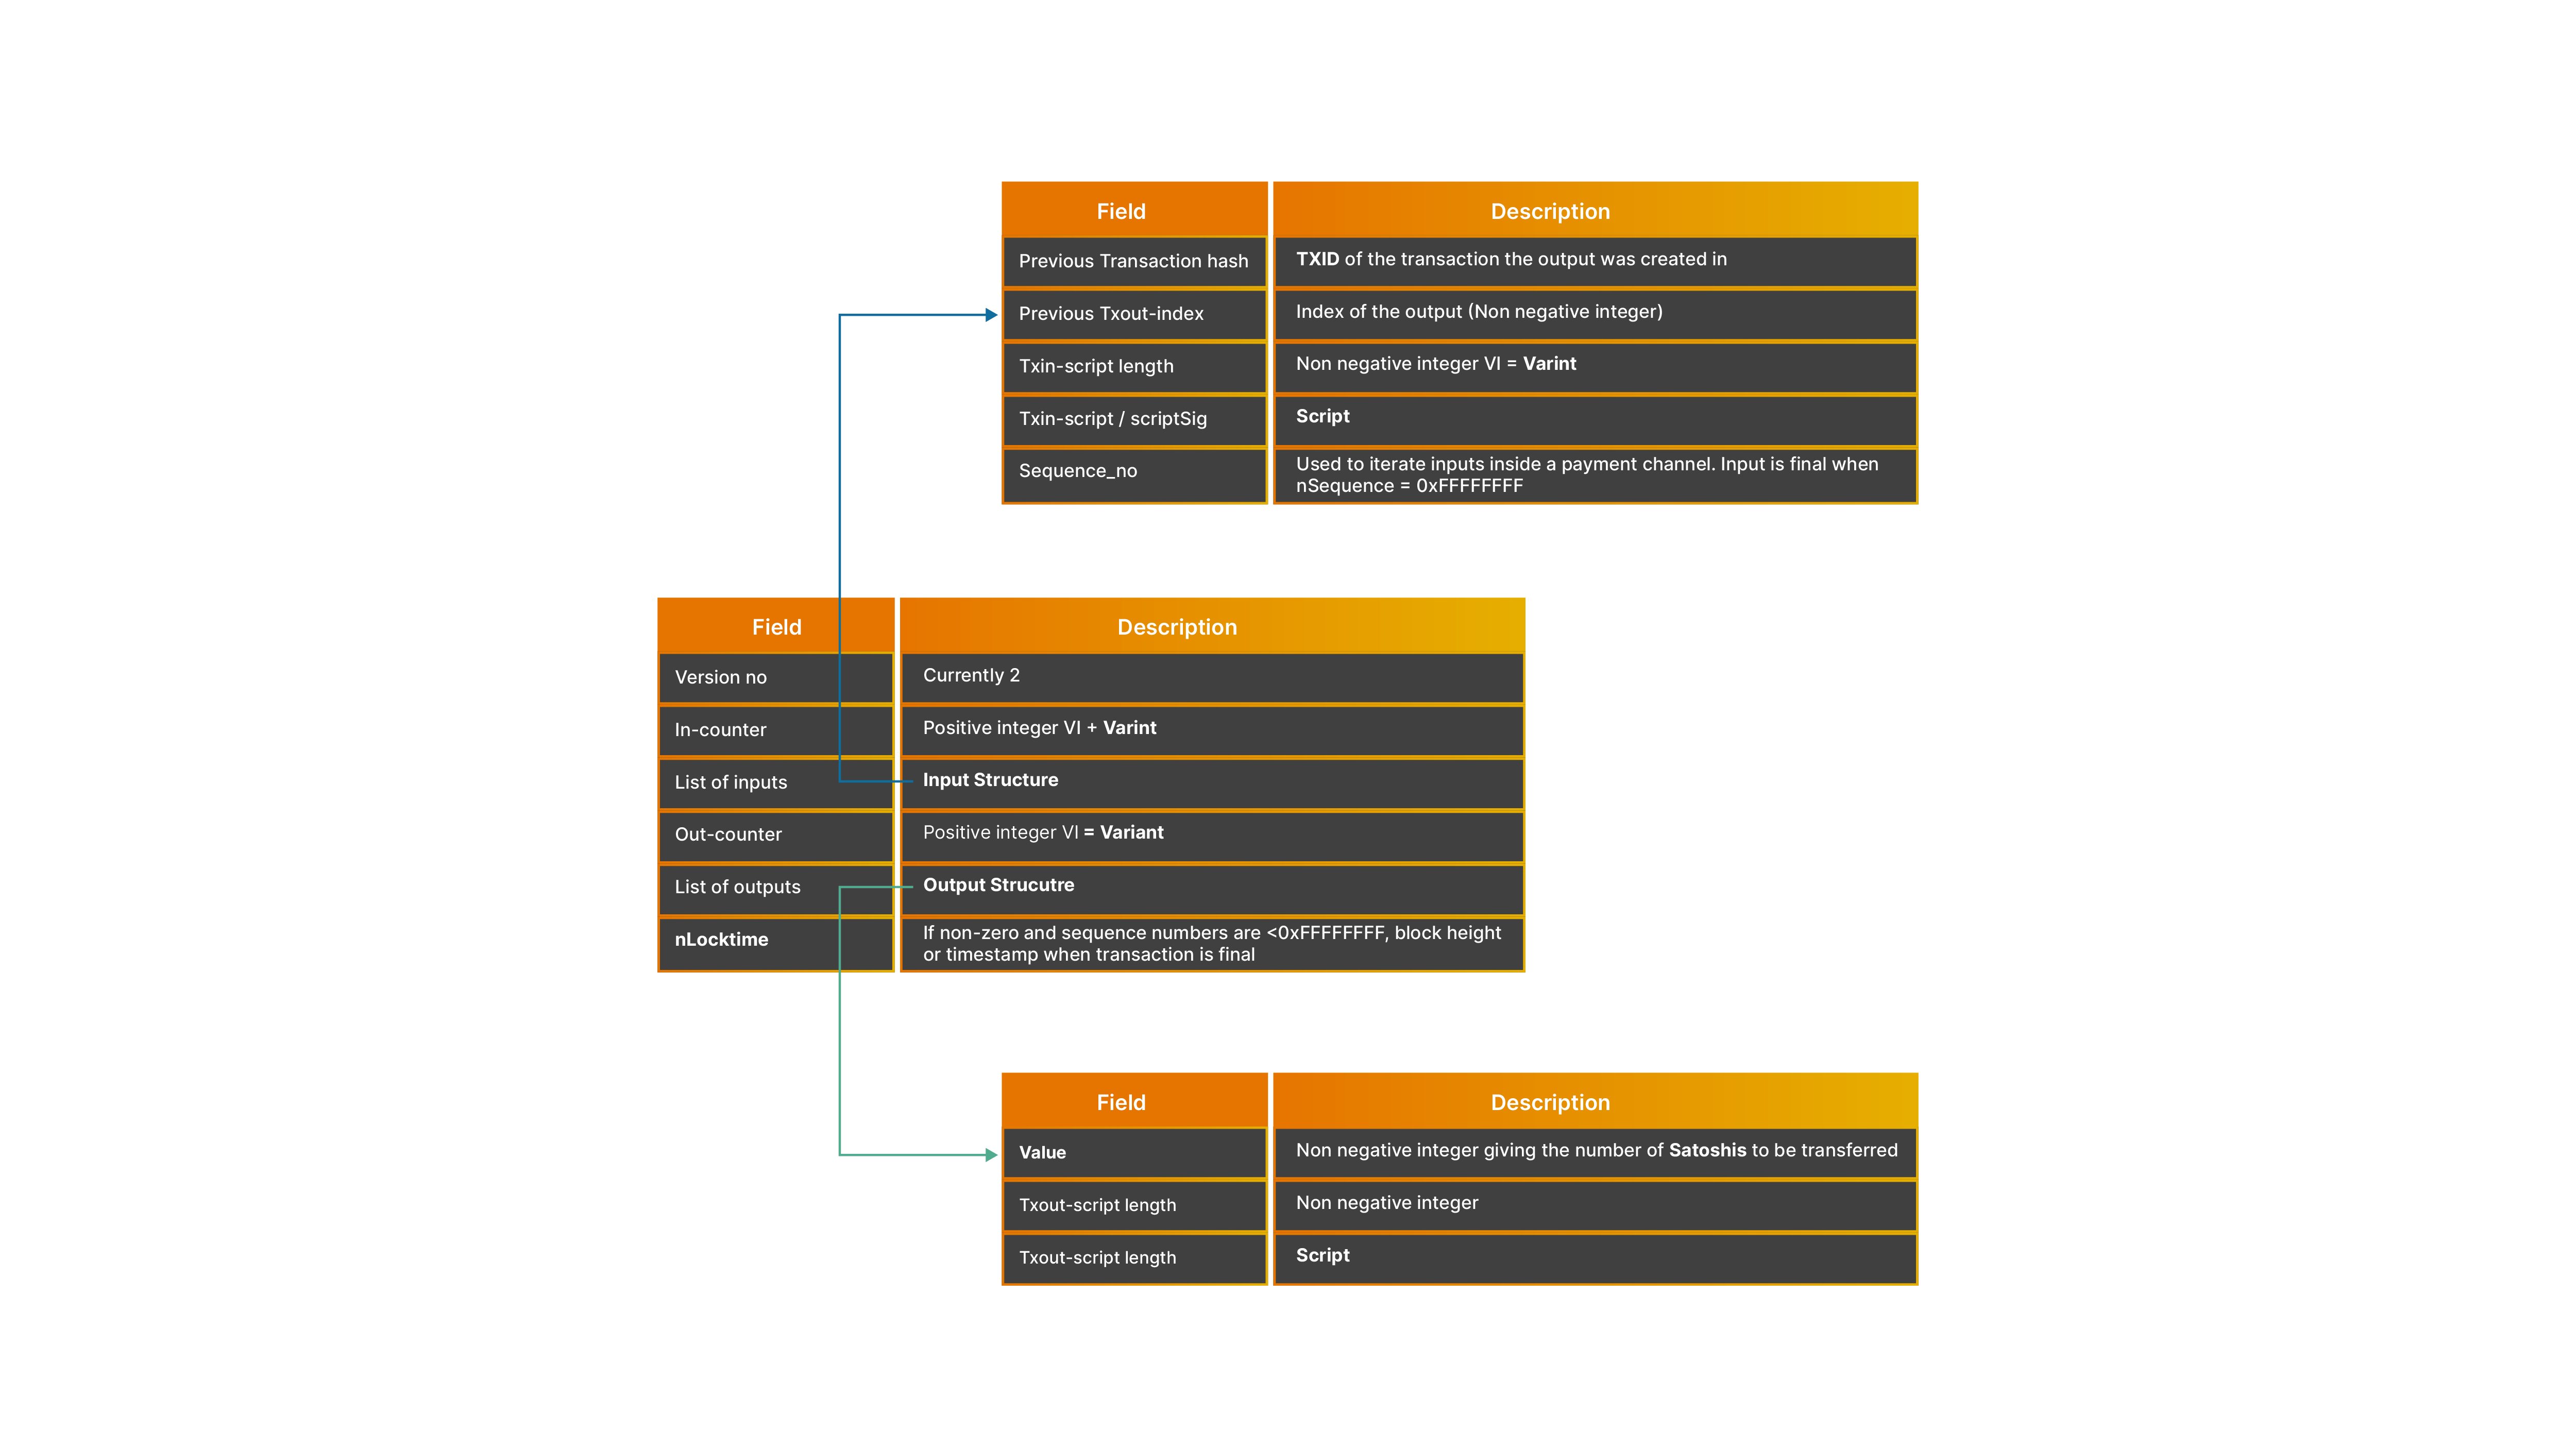 Field Description
Previous Transaction hash TXID of the transaction the output was created in
Previous Txout-index Index of the output (Non negative integer)
Txin-script length Non negative integer VI = Varint
Txin-script / scriptSig Script
Sequence_no Used to iterate inputs inside a payment channel. Input is final when
nSequence = 0xFFFFFFFF
Field Description
Version no Currently 2
In-counter Positive integer VI + Varint
List of inputs Input Structure
Out-counter Positive integer VI = Variant
List of outputs Output Strucutre
nLocktime If non-zero and sequence numbers are <0xFFFFFFFF, block height
or timestamp when transaction is final
Field Description
Value Non negative integer giving the number of Satoshis to be transferred
Txout-script length Non negative integer
Txout-script length Script